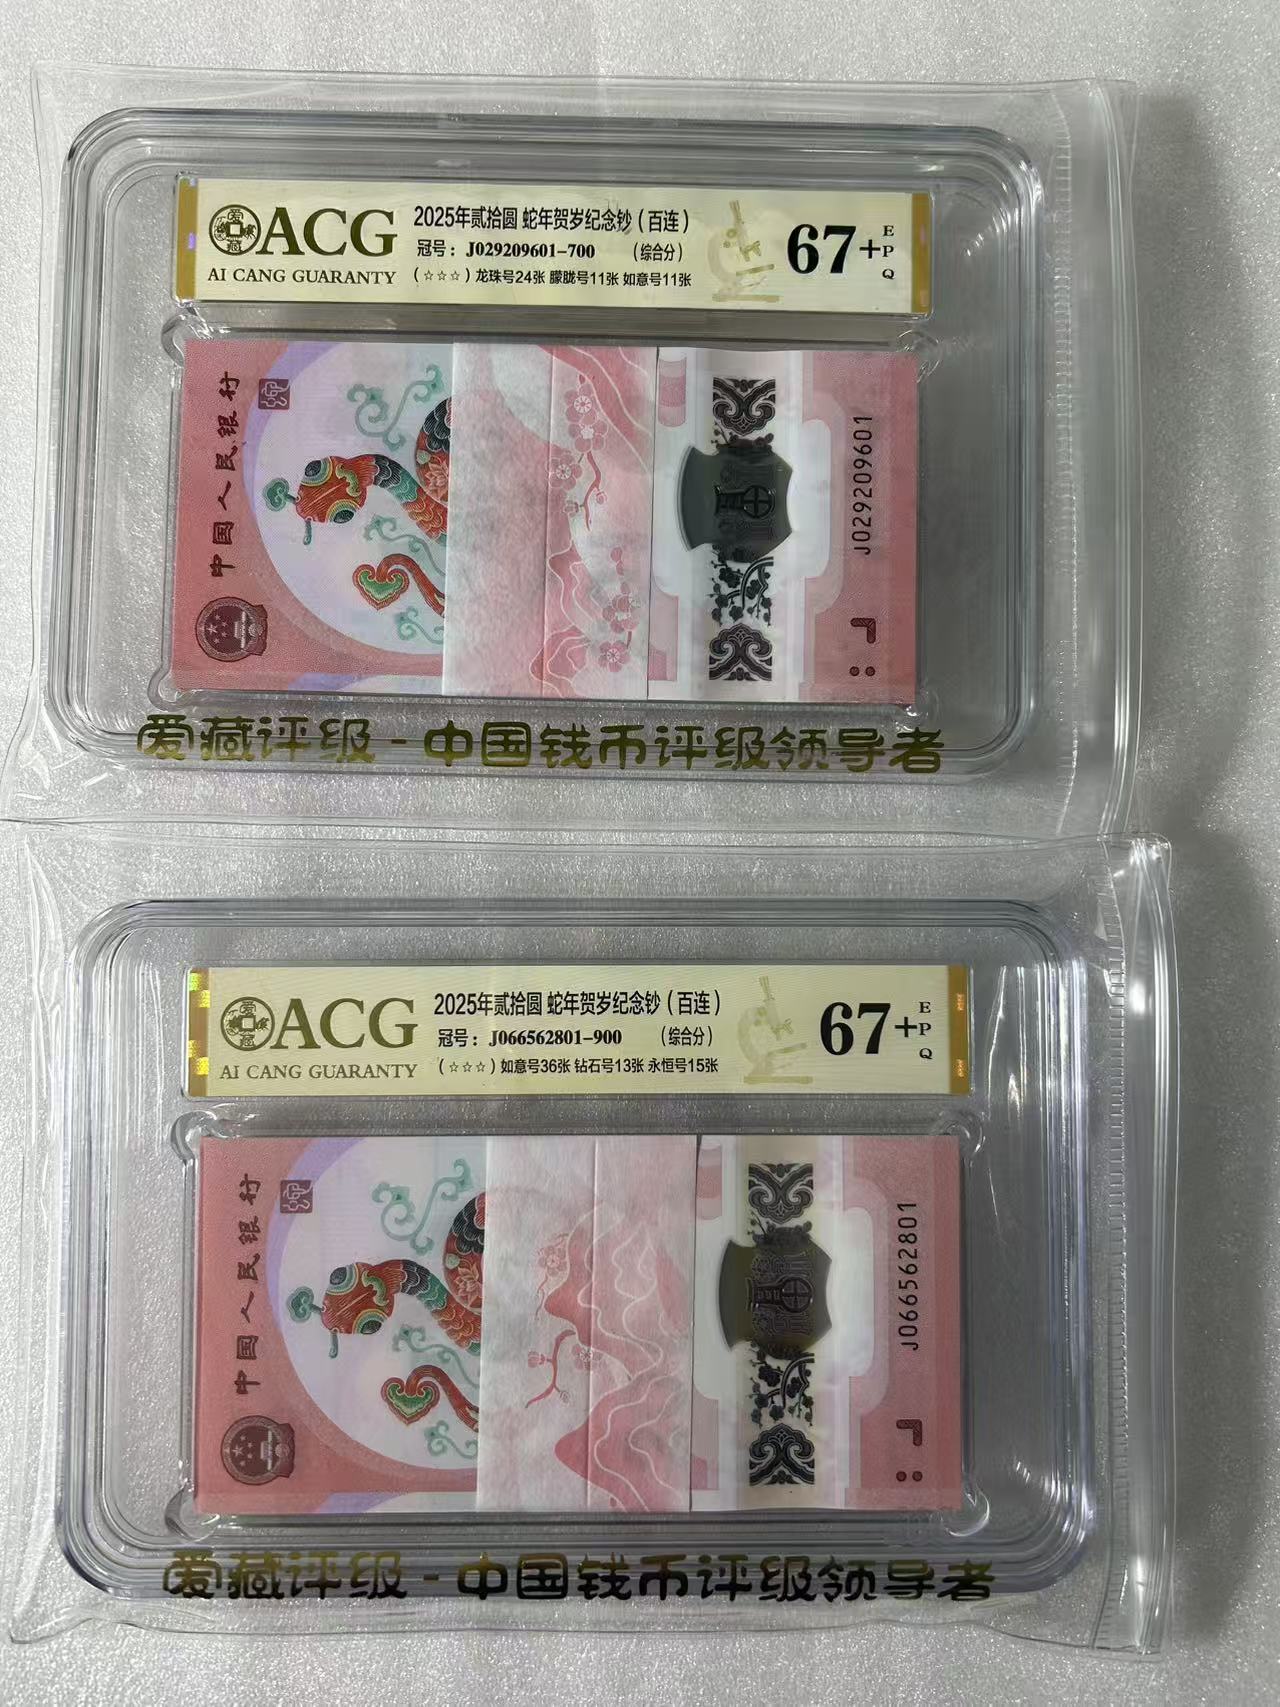 ACG
AI CANG GUARANTY
2025年贰拾圆 蛇年贺岁纪念钞（百连）
冠号：J029209601-700 （综合分）
（☆☆☆）龙珠号24张 朦胧号11张 如意号11张
67+
EPQ
中国人民银行
J029209601
爱藏评级-中国钱币评级领导者
ACG
AI CANG GUARANTY
2025年贰拾圆 蛇年贺岁纪念钞（百连）
冠号：J066562801-900 （综合分）
（☆☆☆）如意号36张 钻石号13张 永恒号15张
67+
EPQ
中国人民银行
J066562801
爱藏评级-中国钱币评级领导者